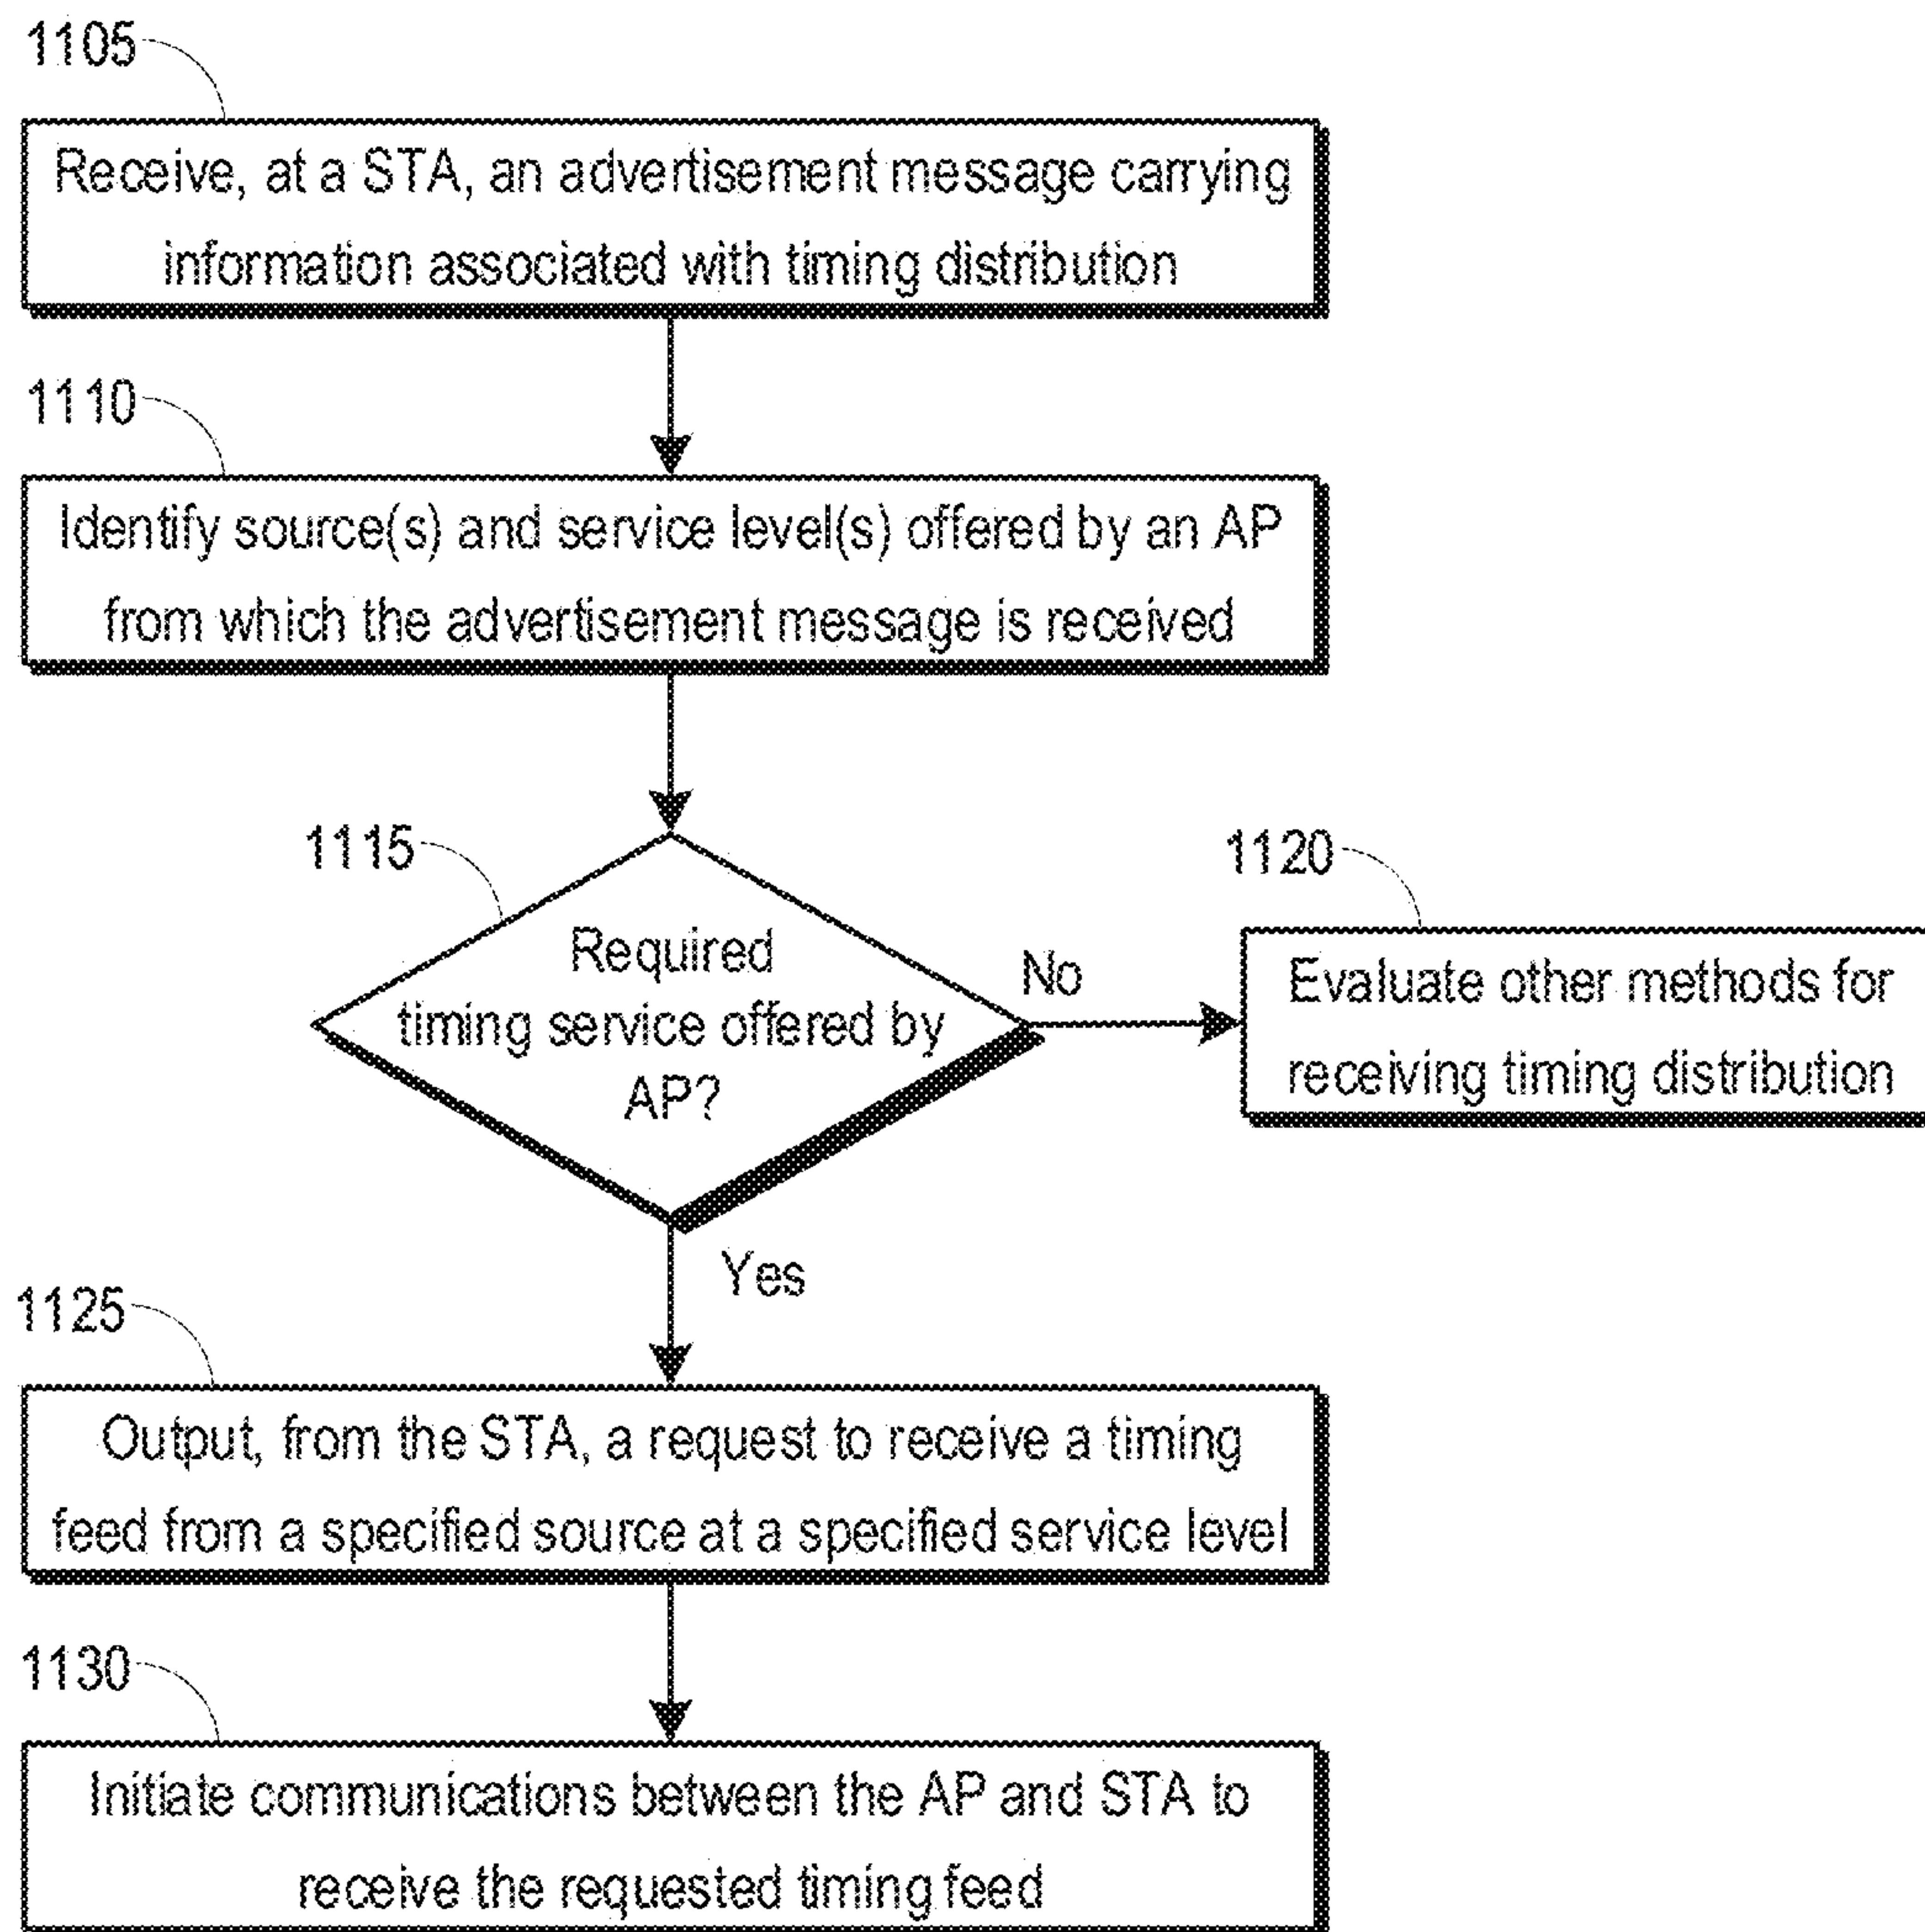 1105
Receive, at a STA, an advertisement message carrying
information associated with timing distribution
1110
Identify source(s) and service level(s) offered by an AP
from which the advertisement message is received
1115
Required
timing service offered by
AP?
No
1120
Evaluate other methods for
receiving timing distribution
Yes
1125
Output, from the STA, a request to receive a timing
feed from a specified source at a specified service level
1130
Initiate communications between the AP and STA to
receive the requested timing feed